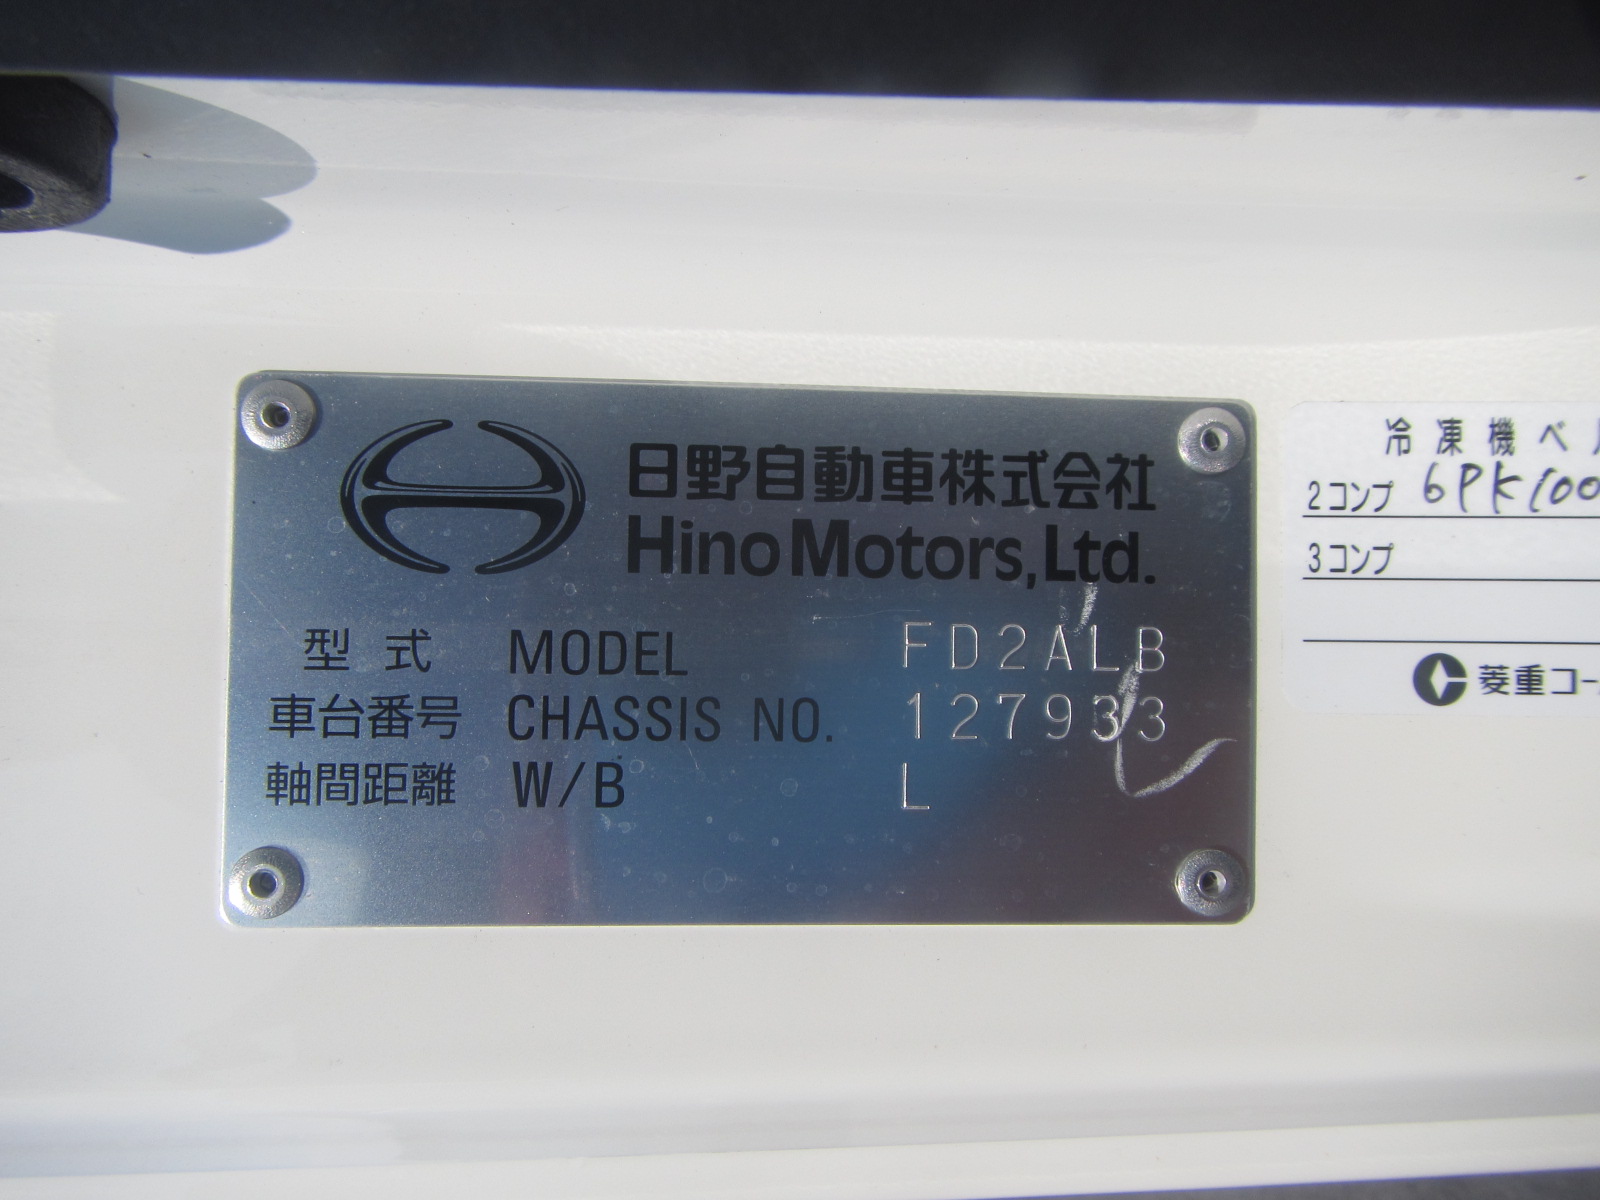 日野自動車株式会社
Hino Motors, Ltd.
型式 MODEL FD2ALB
車台番号 CHASSIS NO. 127933
軸間距離 W/B L
冷凍機ベ
2コンプ 6PK100
3コンプ
菱重コー